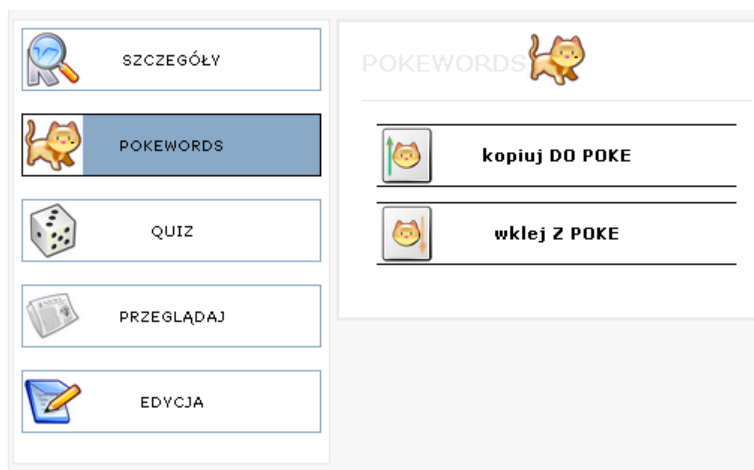 SZCZEGÓŁY
POKEWORDS
QUIZ
PRZEGLĄDAJ
EDYCJA
POKEWORDS
kopiuj DO POKE
wklej Z POKE